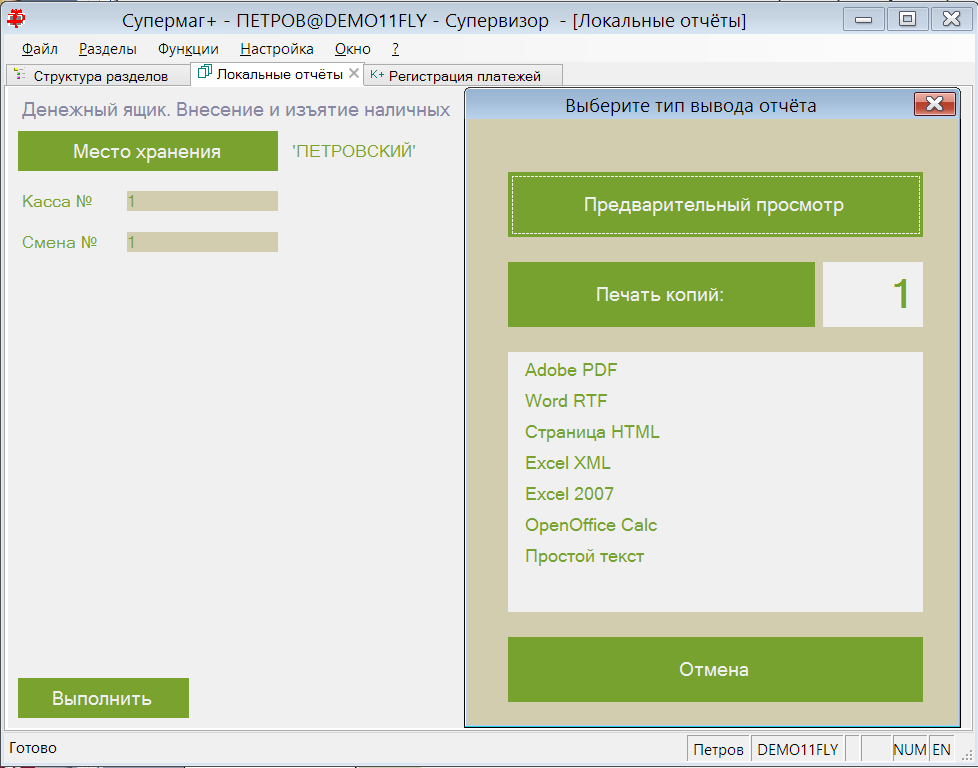 Супермаг+ - ПЕТРОВ@DEMO11FLY - Супервизор - [Локальные отчёты]
Файл Разделы Функции Настройка Окно ?
Структура разделов Локальные отчёты K+ Регистрация платежей
Денежный ящик. Внесение и изъятие наличных
Место хранения 'ПЕТРОВСКИЙ'
Касса № 1
Смена № 1
Выполнить
Выберите тип вывода отчёта
Предварительный просмотр
Печать копий: 1
Adobe PDF
Word RTF
Страница HTML
Excel XML
Excel 2007
OpenOffice Calc
Простой текст
Отмена
Готово Петров DEMO11FLY NUM EN